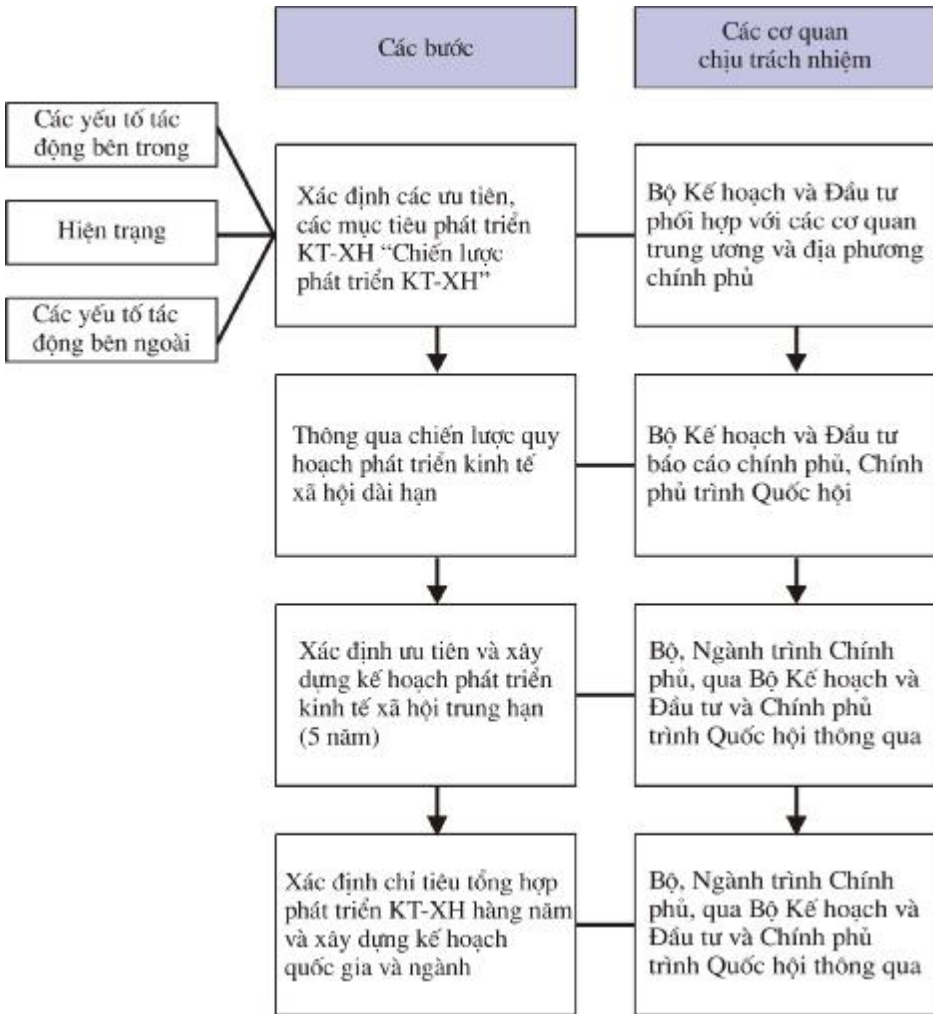 Các bước
Các cơ quan
chịu trách nhiệm
Các yếu tố tác
động bên trong
Hiện trạng
Các yếu tố tác
động bên ngoài
Xác định các ưu tiên,
các mục tiêu phát triển
KT-XH “Chiến lược
phát triển KT-XH”
Bộ Kế hoạch và Đầu tư
phối hợp với các cơ quan
trung ương và địa phương
chính phủ
Thông qua chiến lược quy
hoạch phát triển kinh tế
xã hội dài hạn
Bộ Kế hoạch và Đầu tư
báo cáo chính phủ, Chính
phủ trình Quốc hội
Xác định ưu tiên và xây
dựng kế hoạch phát triển
kinh tế xã hội trung hạn
(5 năm)
Bộ, Ngành trình Chính
phủ, qua Bộ Kế hoạch và
Đầu tư và Chính phủ
trình Quốc hội thông qua
Xác định chỉ tiêu tổng hợp
phát triển KT-XH hàng năm
và xây dựng kế hoạch
quốc gia và ngành
Bộ, Ngành trình Chính
phủ, qua Bộ Kế hoạch và
Đầu tư và Chính phủ
trình Quốc hội thông qua